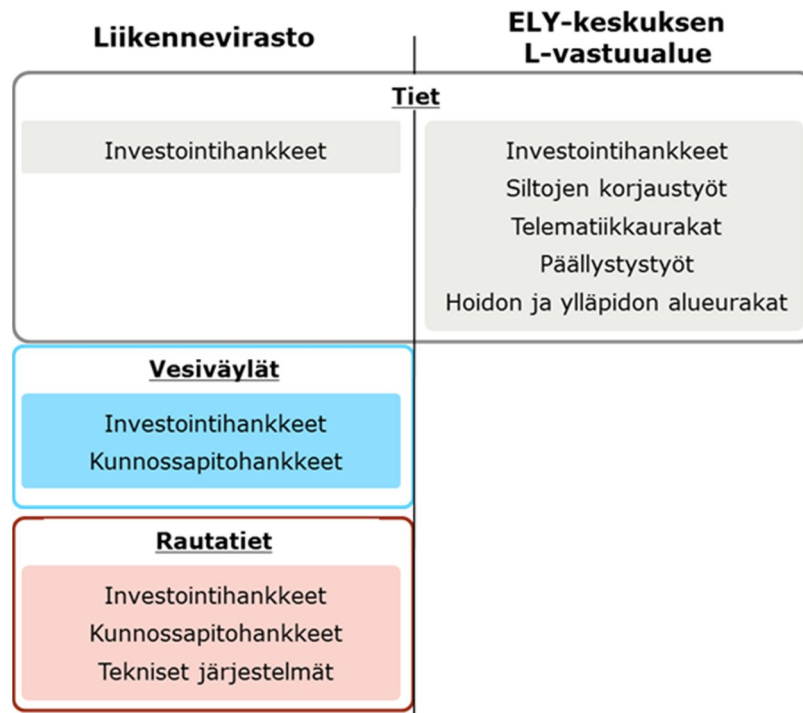 Liikennevirasto
ELY-keskuksen
L-vastuualue
Tiet
Investointihankkeet
Investointihankkeet
Siltojen korjaustyöt
Telematiikkaurakat
Päällystystyöt
Hoidon ja ylläpidon alueurakat
Vesiväylät
Investointihankkeet
Kunnossapitohankkeet
Rautatiet
Investointihankkeet
Kunnossapitohankkeet
Tekniset järjestelmät